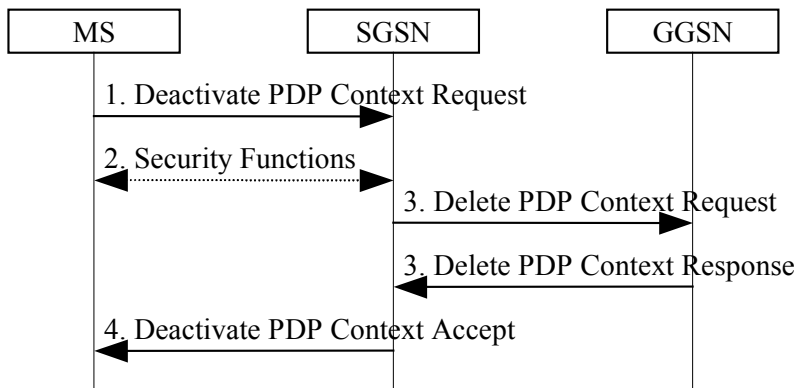 MS
SGSN
GGSN
1. Deactivate PDP Context Request
2. Security Functions
3. Delete PDP Context Request
3. Delete PDP Context Response
4. Deactivate PDP Context Accept